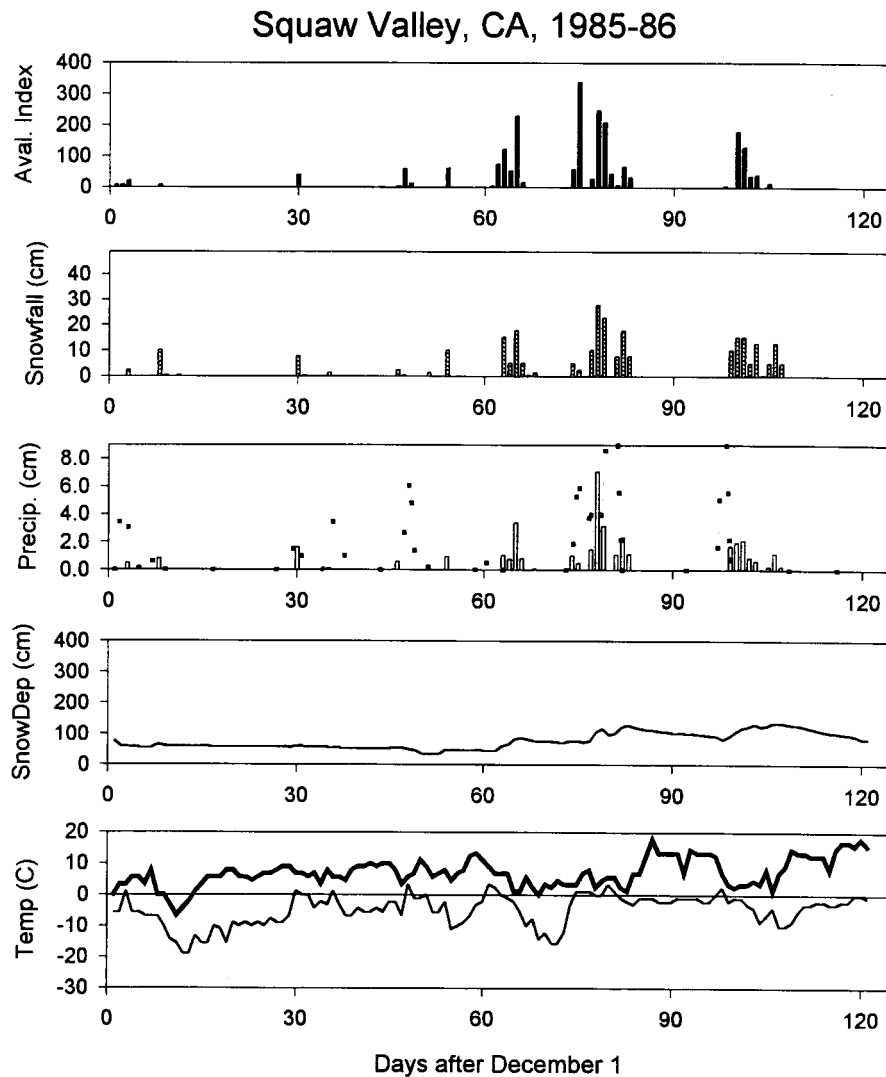 Squaw Valley, CA, 1985-86
Aval. Index
400
300
200
100
0
0 30 60 90 120
Snowfall (cm)
40
30
20
10
0
0 30 60 90 120
Precip. (cm)
8.0
6.0
4.0
2.0
0.0
0 30 60 90 120
SnowDep (cm)
400
300
200
100
0
0 30 60 90 120
Temp (C)
20
10
0
-10
-20
-30
0 30 60 90 120
Days after December 1